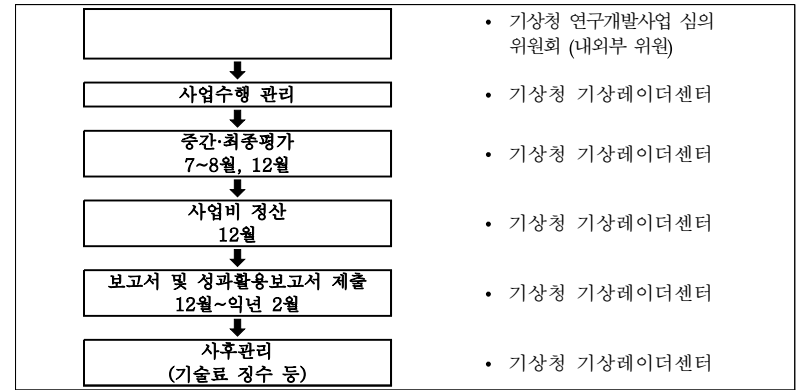 • 기상청 연구개발사업 심의
위원회 (내외부 위원)
사업수행 관리
• 기상청 기상레이더센터
중간·최종평가
7~8월, 12월
• 기상청 기상레이더센터
사업비 정산
12월
• 기상청 기상레이더센터
보고서 및 성과활용보고서 제출
12월~익년 2월
• 기상청 기상레이더센터
사후관리
(기술료 징수 등)
• 기상청 기상레이더센터